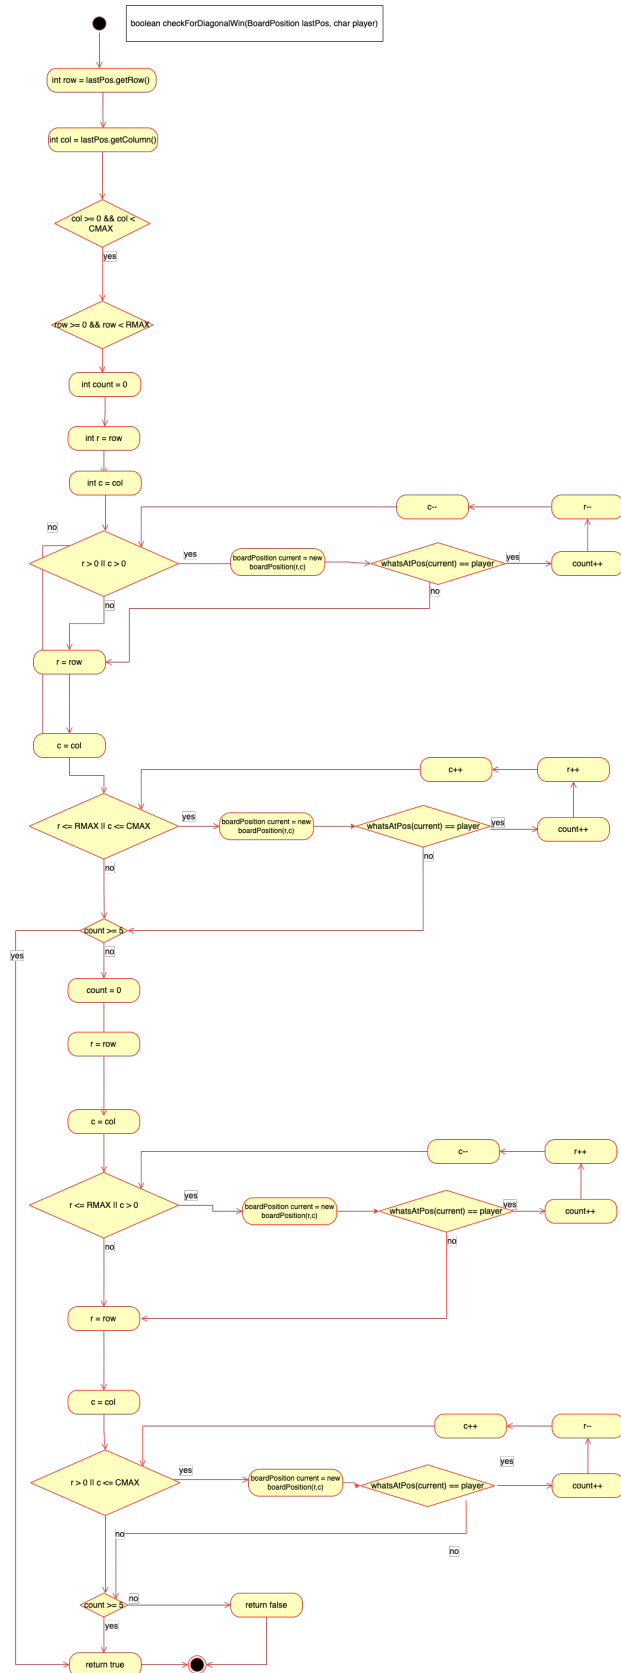 boolean checkForDiagonalWin(BoardPosition lastPos, char player)
int row = lastPos.getRow()
int col = lastPos.getColumn()
col >= 0 && col <
CMAX
yes
row >= 0 && row < RMAX
int count = 0
int r = row
int c = col
c--
r--
no
r > 0 || c > 0
yes
boardPosition current = new
boardPosition(r,c)
whatsAtPos(current) == player
yes
count++
no
no
r = row
c = col
c++
r++
r <= RMAX || c <= CMAX
yes
boardPosition current = new
boardPosition(r,c)
whatsAtPos(current) == player
yes
count++
no
no
count >= 5
yes
no
count = 0
r = row
c = col
c--
r++
r <= RMAX || c > 0
yes
boardPosition current = new
boardPosition(r,c)
whatsAtPos(current) == player
yes
count++
no
no
r = row
c = col
c++
r--
r > 0 || c <= CMAX
yes
boardPosition current = new
boardPosition(r,c)
whatsAtPos(current) == player
yes
count++
no
no
count >= 5
no
return false
yes
return true